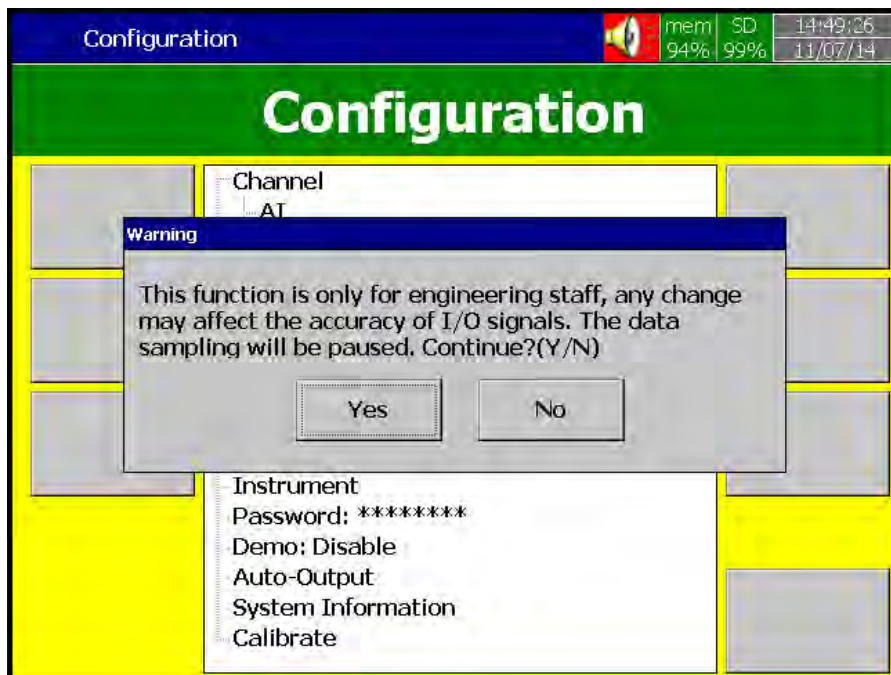 Configuration
mem
94%
SD
99%
14:49:26
11/07/14
Configuration
Channel
AI
Warning
This function is only for engineering staff, any change
may affect the accuracy of I/O signals. The data
sampling will be paused. Continue?(Y/N)
Yes
No
Instrument
Password: ********
Demo: Disable
Auto-Output
System Information
Calibrate